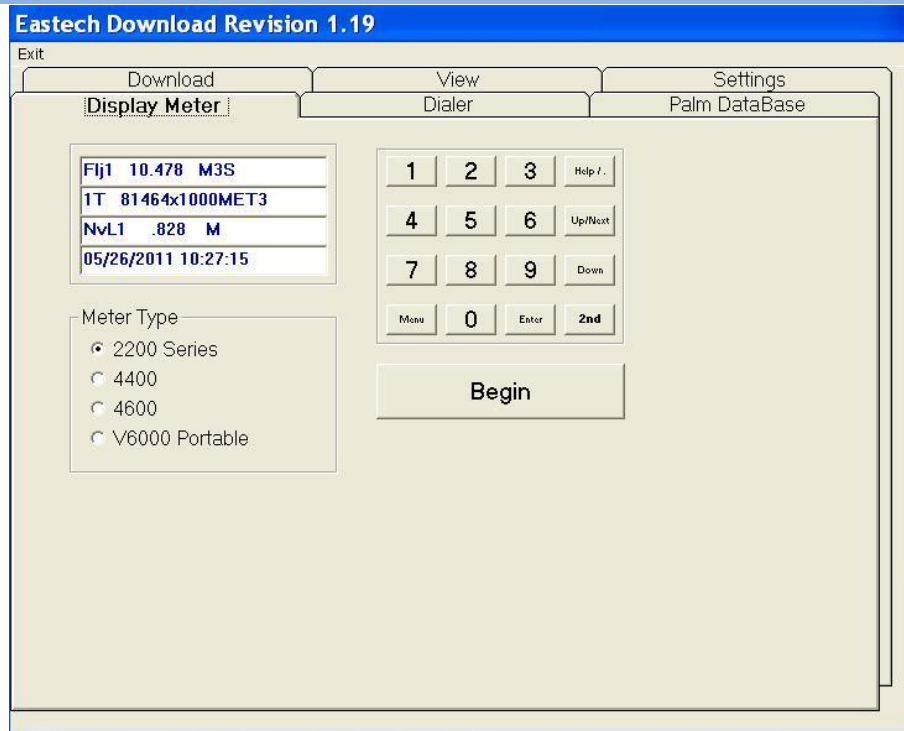 Eastech Download Revision 1.19
Exit
Download View Settings
Display Meter Dialer Palm DataBase
Flj1 10.478 M3S
1T 81464x1000MET3
NvL1 .828 M
05/26/2011 10:27:15
1 2 3 Help / .
4 5 6 Up/Next
7 8 9 Down
Menu 0 Enter 2nd
Meter Type
2200 Series
4400
4600
V6000 Portable
Begin